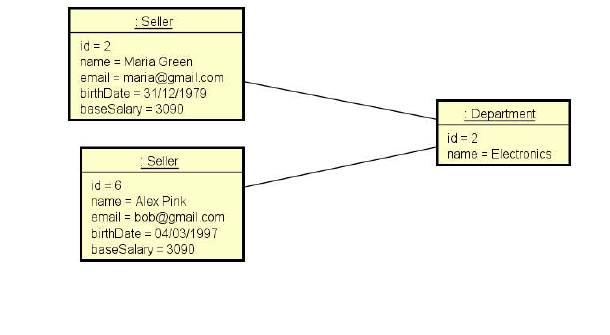 : Seller
id = 2
name = Maria Green
email = maria@gmail.com
birthDate = 31/12/1979
baseSalary = 3090
: Department
id = 2
name = Electronics
: Seller
id = 6
name = Alex Pink
email = bob@gmail.com
birthDate = 04/03/1997
baseSalary = 3090